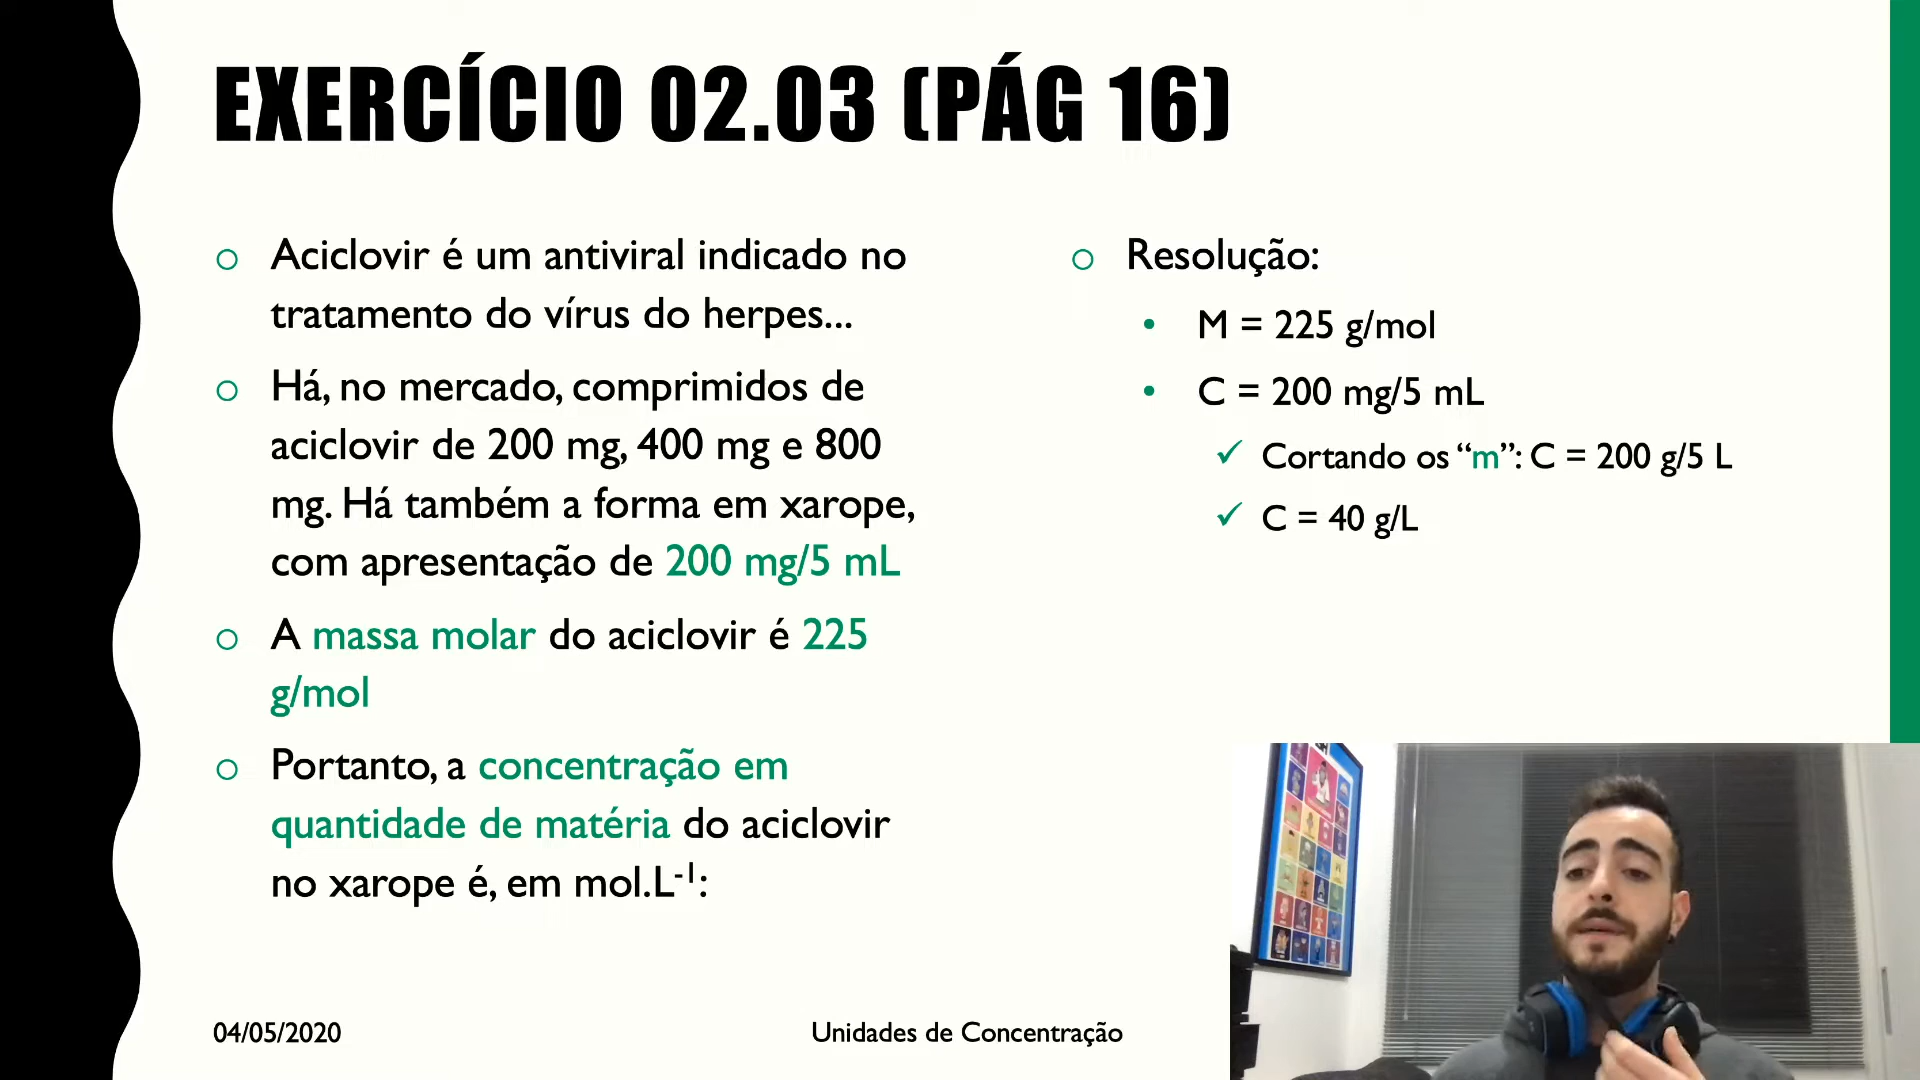 EXERCÍCIO 02.03 (PÁG 16)
Aciclovir é um antiviral indicado no
tratamento do vírus do herpes...
Há, no mercado, comprimidos de
aciclovir de 200 mg, 400 mg e 800
mg. Há também a forma em xarope,
com apresentação de 200 mg/5 mL
A massa molar do aciclovir é 225
g/mol
Portanto, a concentração em
quantidade de matéria do aciclovir
no xarope é, em mol.L⁻¹:
Resolução:
M = 225 g/mol
C = 200 mg/5 mL
Cortando os “m”: C = 200 g/5 L
C = 40 g/L
04/05/2020
Unidades de Concentração